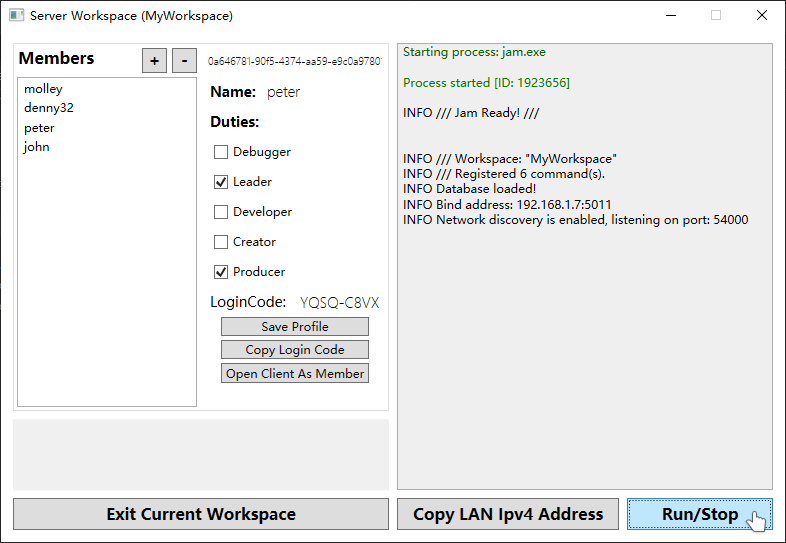 Server Workspace (MyWorkspace)
Members
+
-
molley
denny32
peter
john
0a646781-90f5-4374-aa59-e9c0a9780
Name: peter
Duties:
Debugger
Leader
Developer
Creator
Producer
LoginCode: YQSQ-C8VX
Save Profile
Copy Login Code
Open Client As Member
Starting process: jam.exe
Process started [ID: 1923656]
INFO /// Jam Ready! ///
INFO /// Workspace: "MyWorkspace"
INFO /// Registered 6 command(s).
INFO Database loaded!
INFO Bind address: 192.168.1.7:5011
INFO Network discovery is enabled, listening on port: 54000
Exit Current Workspace
Copy LAN Ipv4 Address
Run/Stop